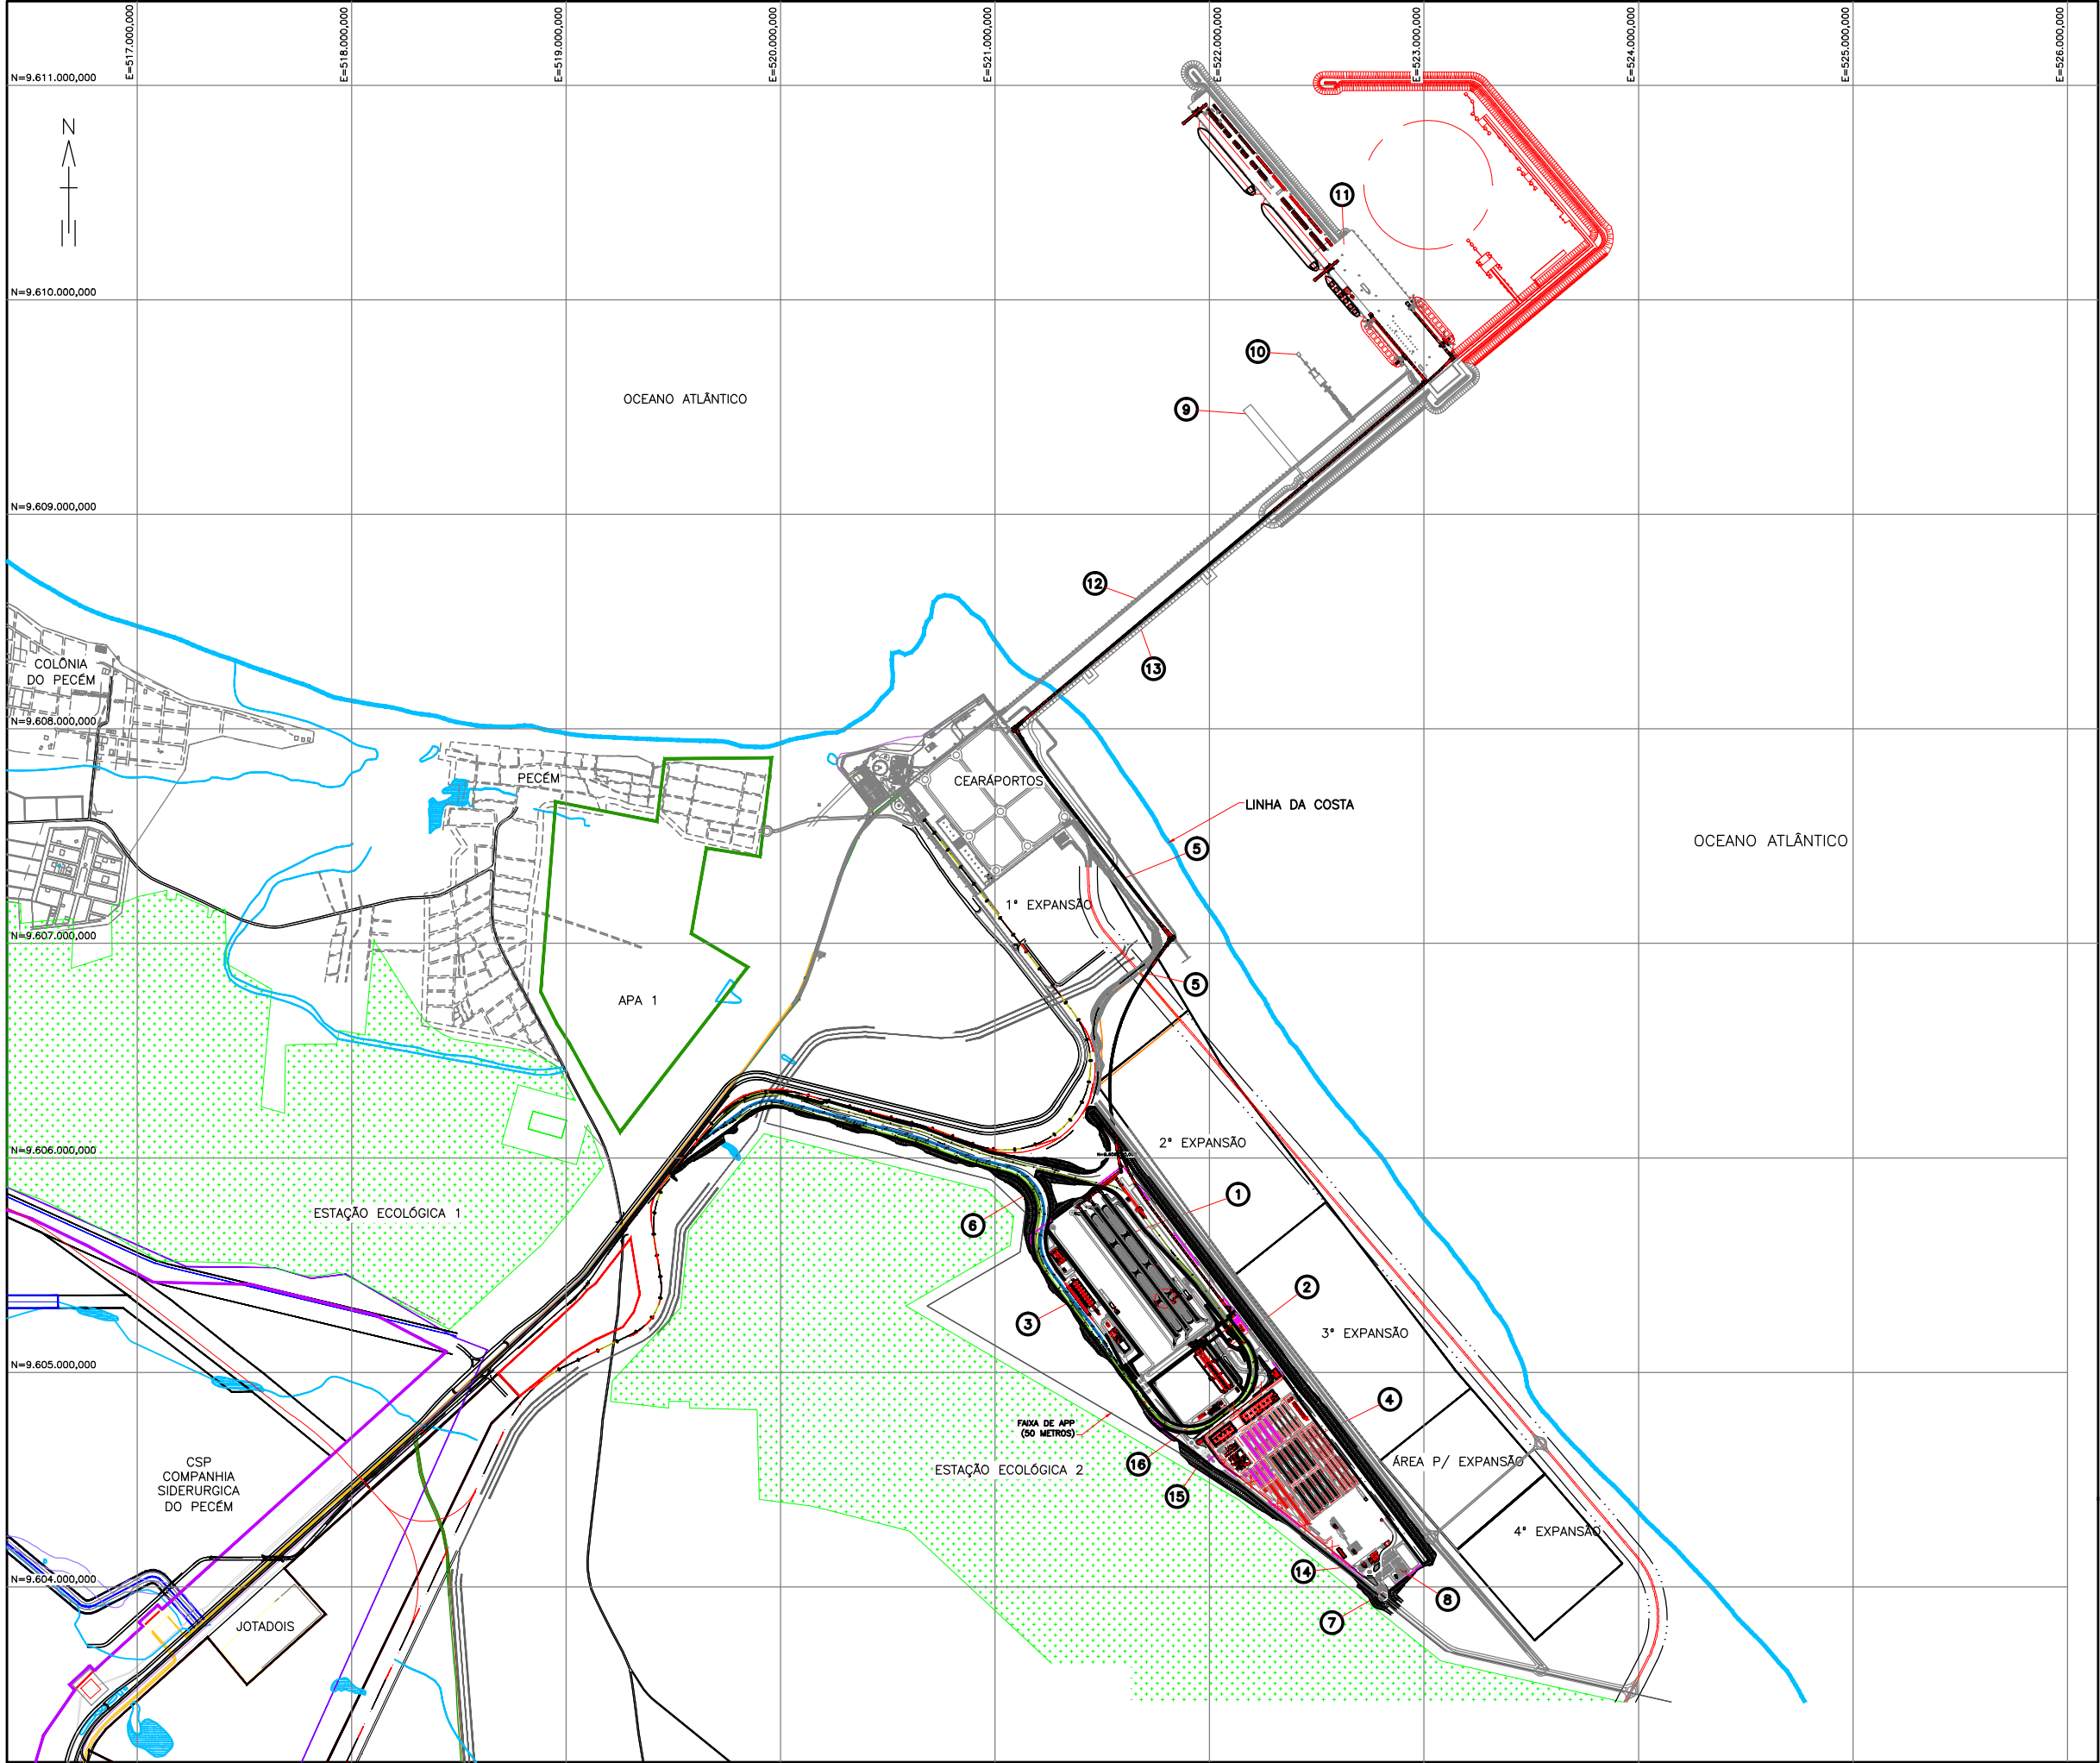 E=517.000,000
E=518.000,000
E=519.000,000
E=520.000,000
E=521.000,000
E=522.000,000
E=523.000,000
E=524.000,000
E=525.000,000
E=526.000,000
N=9.611.000,000
N
11
N=9.610.000,000
10
9
OCEANO ATLÂNTICO
N=9.609.000,000
12
13
COLÔNIA
DO PECÉM
N=9.608.000,000
PECÉM
CEARÁPORTOS
LINHA DA COSTA
OCEANO ATLÂNTICO
5
1ª EXPANSÃO
N=9.607.000,000
5
APA 1
2ª EXPANSÃO
N=9.606.000,000
1
ESTAÇÃO ECOLÓGICA 1
6
2
3
3ª EXPANSÃO
N=9.605.000,000
4
FAIXA DE APP
(50 METROS)
16
ESTAÇÃO ECOLÓGICA 2
ÁREA P/ EXPANSÃO
CSP
COMPANHIA
SIDERURGICA
DO PECÉM
15
4ª EXPANSÃO
14
N=9.604.000,000
8
7
JOTADOIS